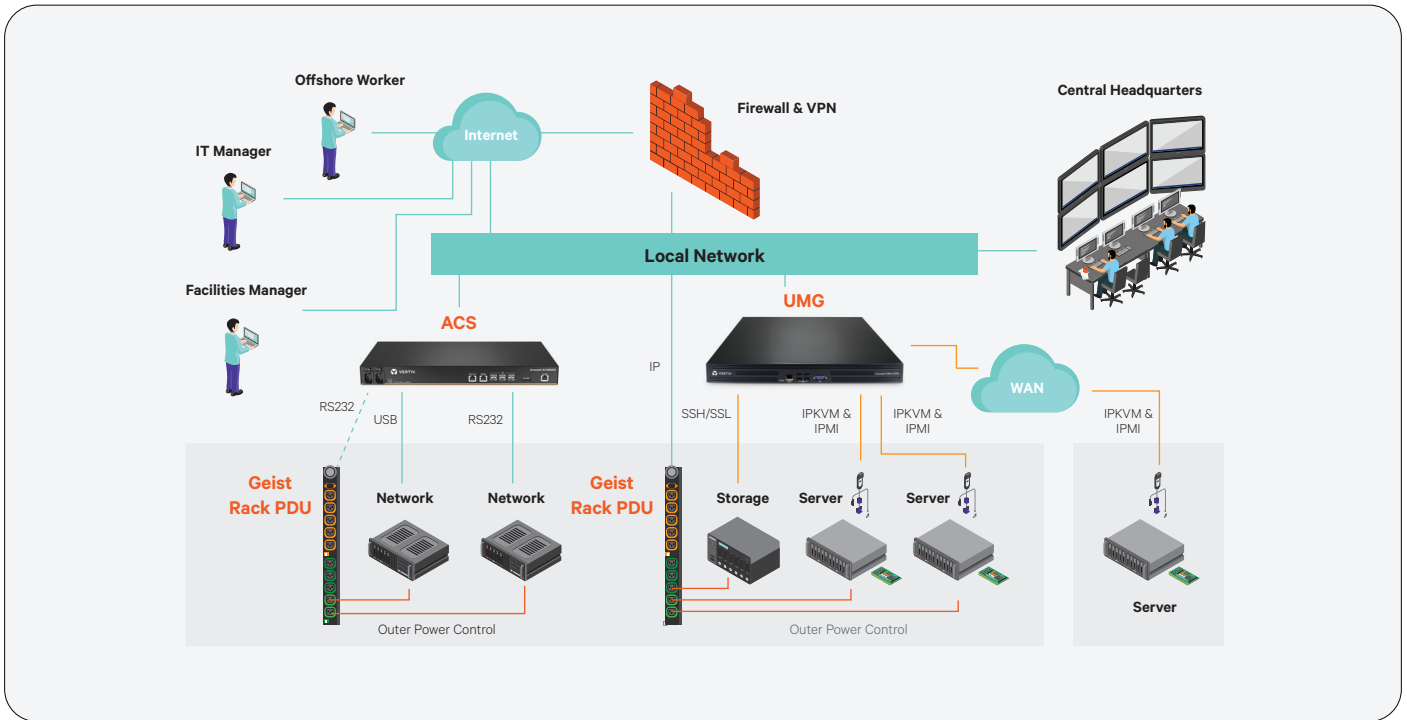 Offshore Worker
Internet
Firewall & VPN
Central Headquarters
IT Manager
Local Network
Facilities Manager
ACS
UMG
VERTIV
VERTIV
IP
WAN
RS232
USB
RS232
SSH/SSL
IPKVM &
IPMI
IPKVM &
IPMI
IPKVM &
IPMI
Geist
Rack PDU
Network
Network
Geist
Rack PDU
Storage
Server
Server
Server
Outer Power Control
Outer Power Control